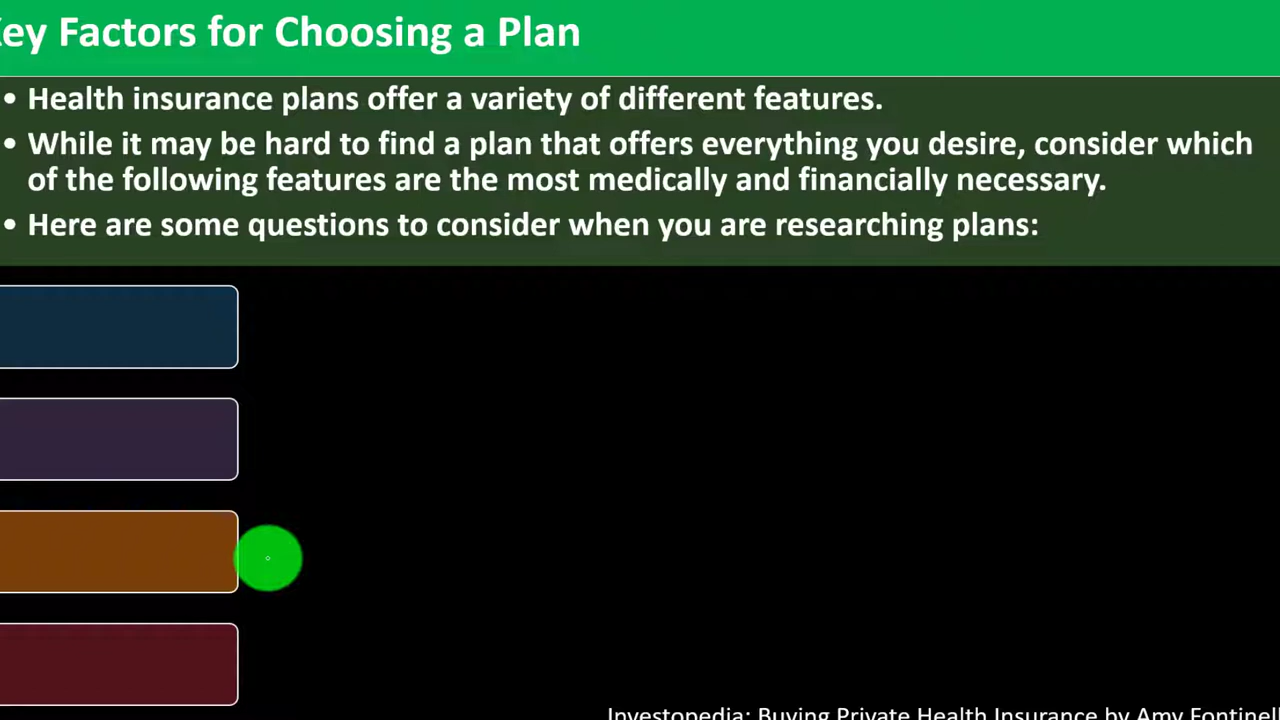 ey Factors for Choosing a Plan
• Health insurance plans offer a variety of different features.
• While it may be hard to find a plan that offers everything you desire, consider which
of the following features are the most medically and financially necessary.
• Here are some questions to consider when you are researching plans:
Investopedia: Buying Private Health Insurance by Amy Fontinell